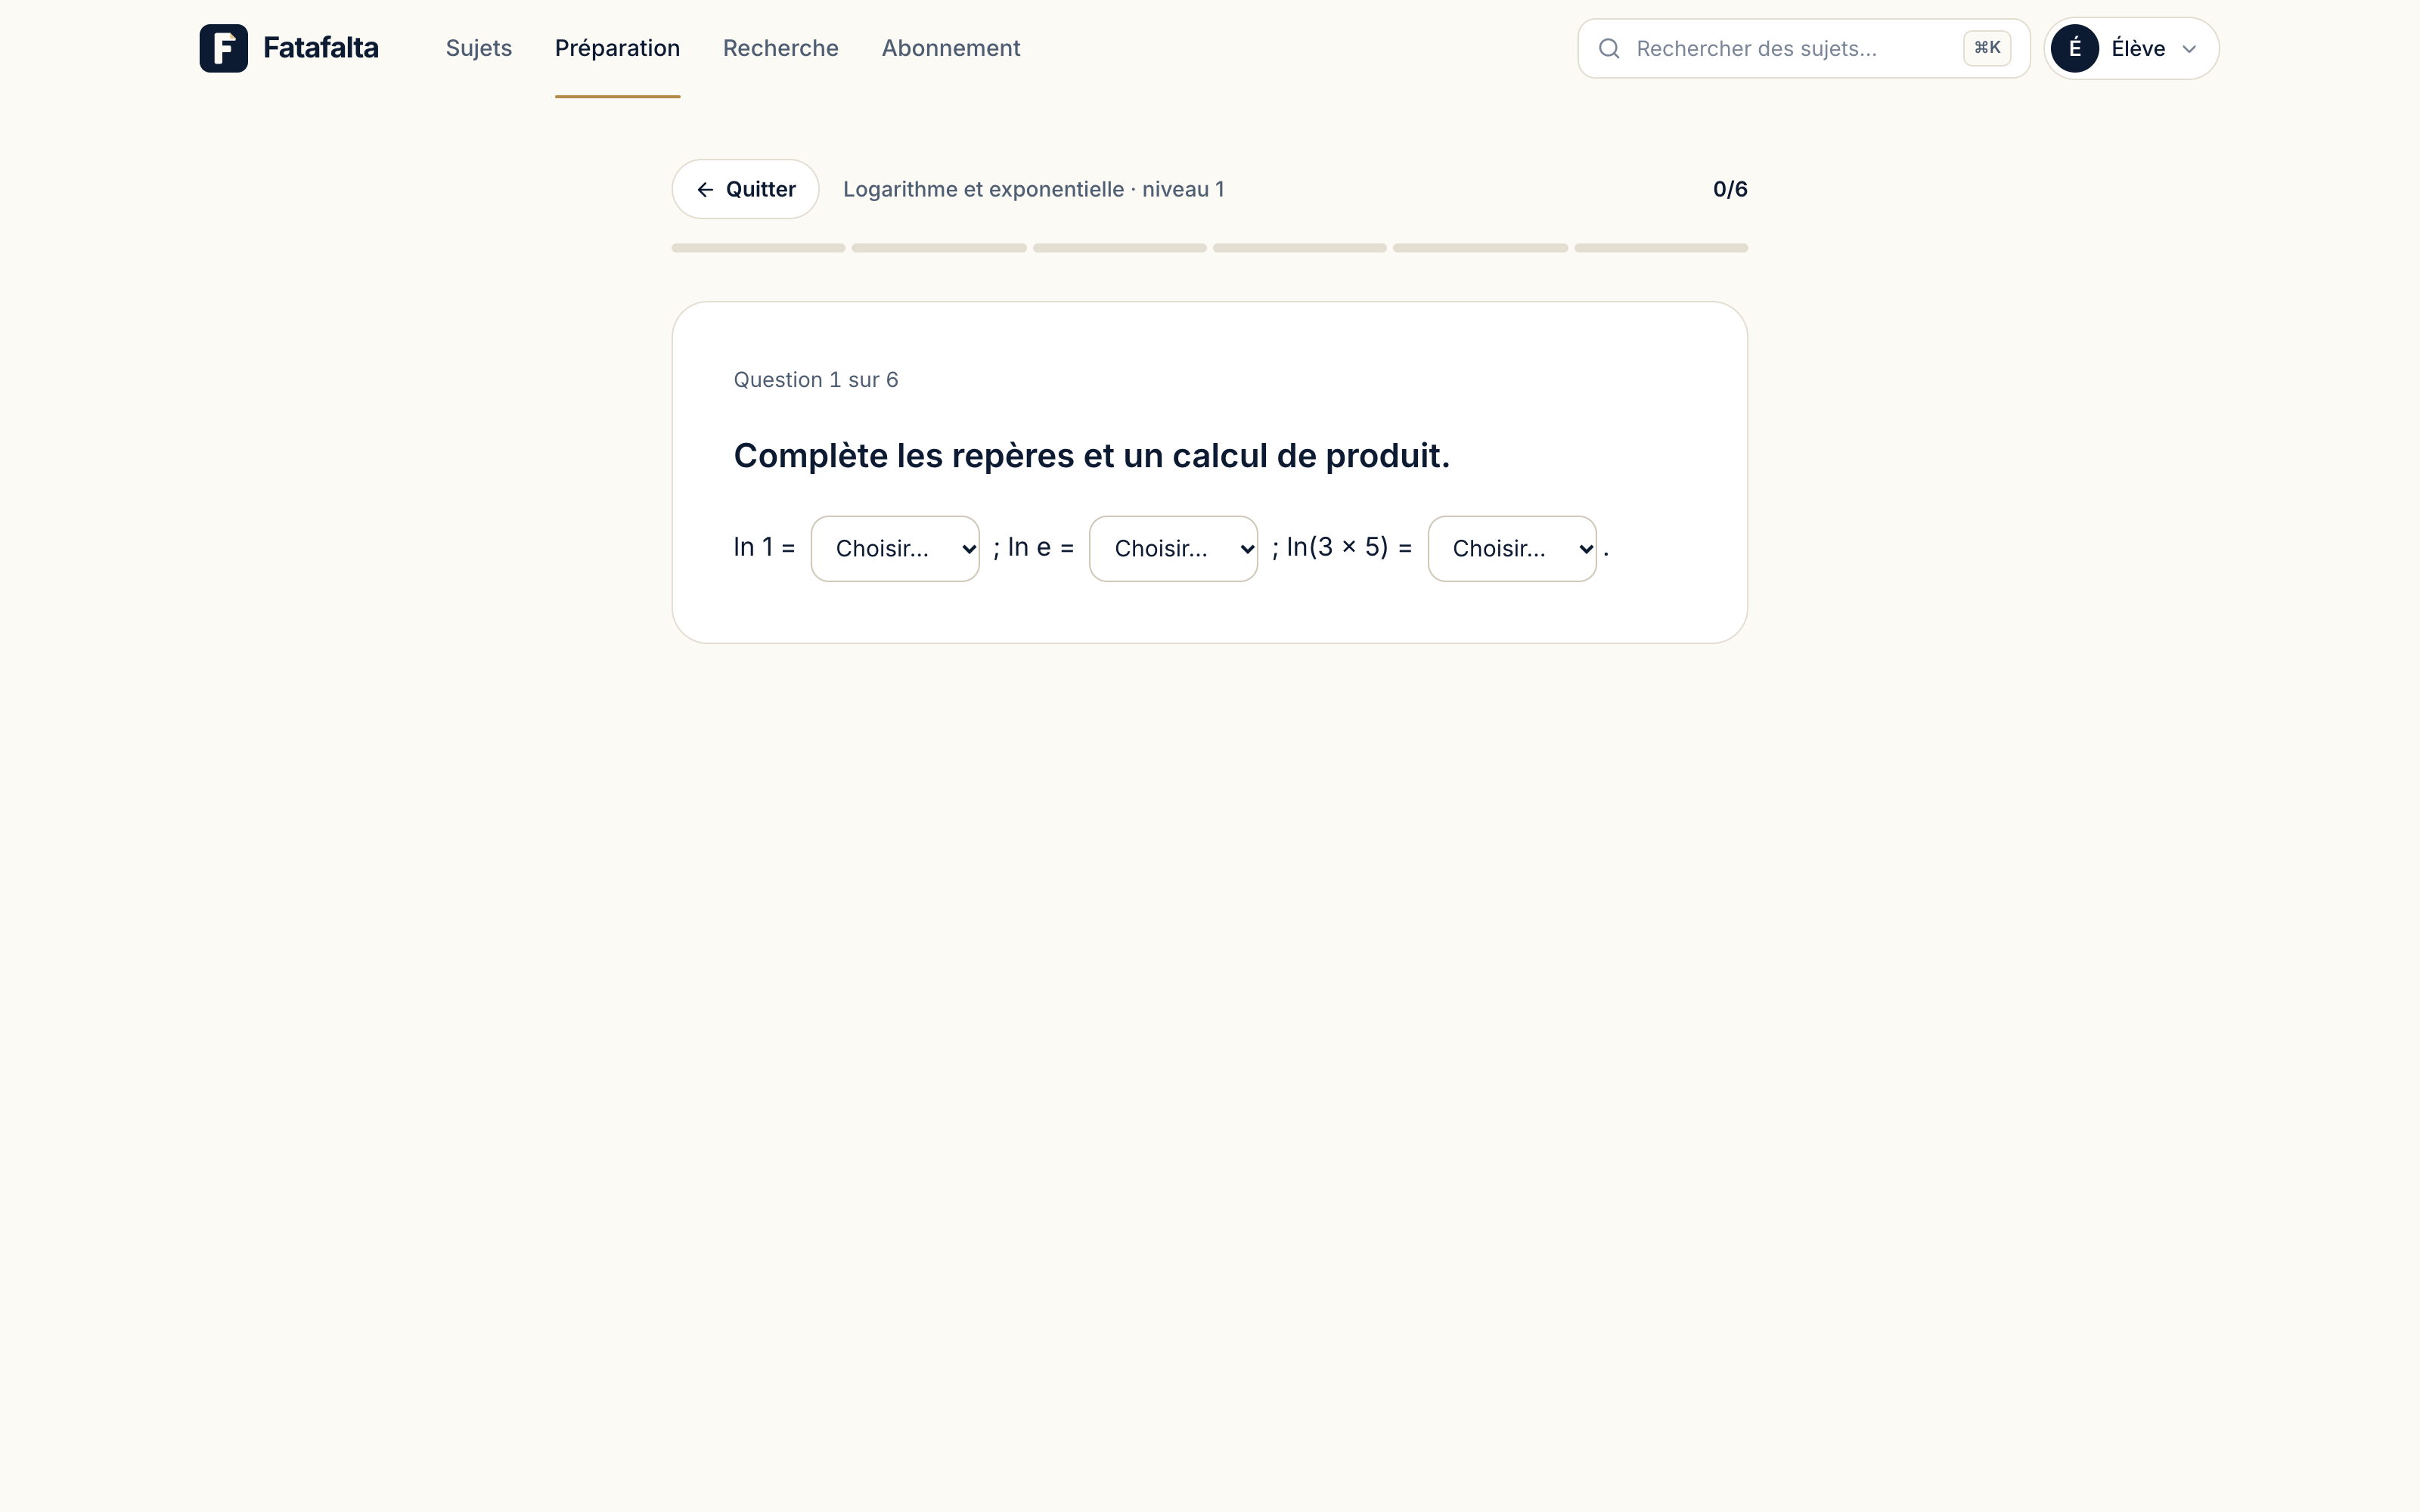 Fatafalta Sujets Préparation Recherche Abonnement Rechercher des sujets... ⌘K É Élève
Quitter Logarithme et exponentielle · niveau 1 0/6
Question 1 sur 6
Complète les repères et un calcul de produit.
ln 1 = Choisir... ; ln e = Choisir... ; ln(3 × 5) = Choisir... .